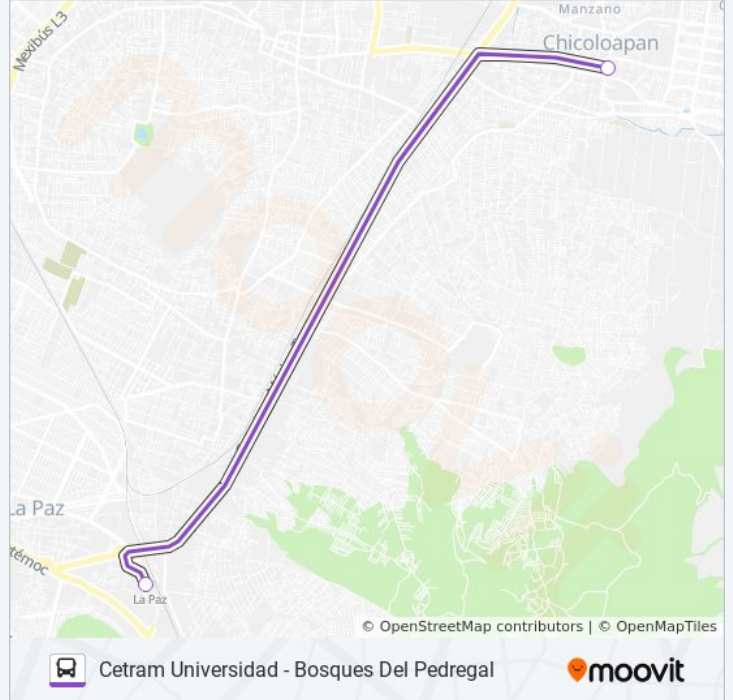 Manzano
Mexibús L3
Chicoloapan
La Paz
témoc
La Paz
© OpenStreetMap contributors | © OpenMapTiles
Cetram Universidad - Bosques Del Pedregal
moovit